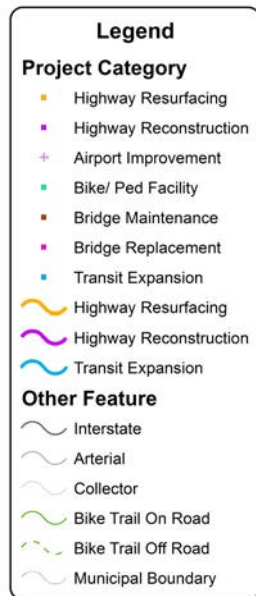 Legend
Project Category
Highway Resurfacing
Highway Reconstruction
Airport Improvement
Bike/ Ped Facility
Bridge Maintenance
Bridge Replacement
Transit Expansion
Highway Resurfacing
Highway Reconstruction
Transit Expansion
Other Feature
Interstate
Arterial
Collector
Bike Trail On Road
Bike Trail Off Road
Municipal Boundary